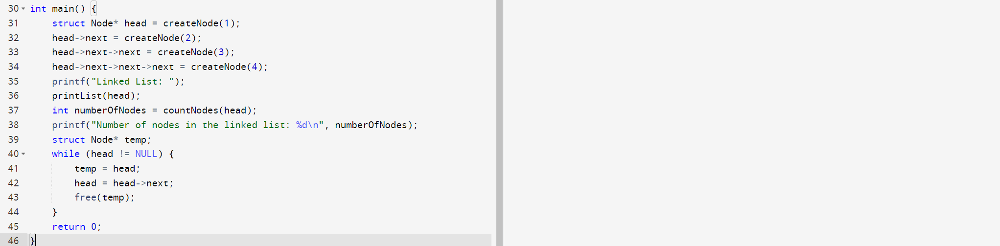 30 int main() {
31     struct Node* head = createNode(1);
32     head->next = createNode(2);
33     head->next->next = createNode(3);
34     head->next->next->next = createNode(4);
35     printf("Linked List: ");
36     printList(head);
37     int numberOfNodes = countNodes(head);
38     printf("Number of nodes in the linked list: %d\n", numberOfNodes);
39     struct Node* temp;
40     while (head != NULL) {
41         temp = head;
42         head = head->next;
43         free(temp);
44     }
45     return 0;
46 }